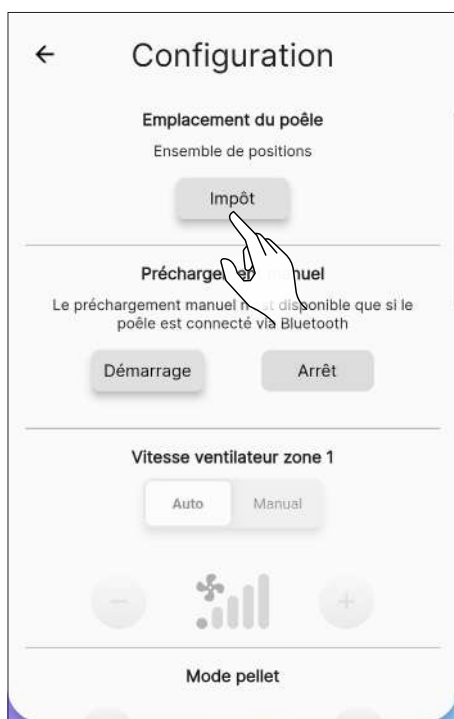 Configuration
Emplacement du poêle
Ensemble de positions
Impôt
Le préchargement manuel disponible que si le
poêle est connecté via Bluetooth
Démarrage
Arrêt
Vitesse ventilateur zone 1
Auto
Manual
Mode pellet